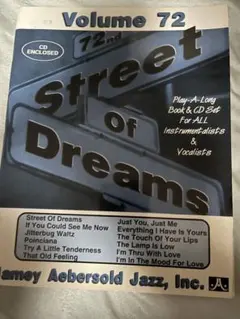 Volume 72
CD
ENCLOSED
72nd
Street
Of
Dreams
Play-A-Long
Book & CD Set
For ALL
Instrumentalists
&
Vocalists
Street Of Dreams
If You Could See Me Now
Jitterbug Waltz
Poinciana
Try A Little Tenderness
That Old Feeling
Just You, Just Me
Everything I Have Is Yours
The Touch Of Your Lips
The Lamp Is Low
I'm Thru With Love
I'm In The Mood For Love
Jamey Aebersold Jazz, Inc.
JA